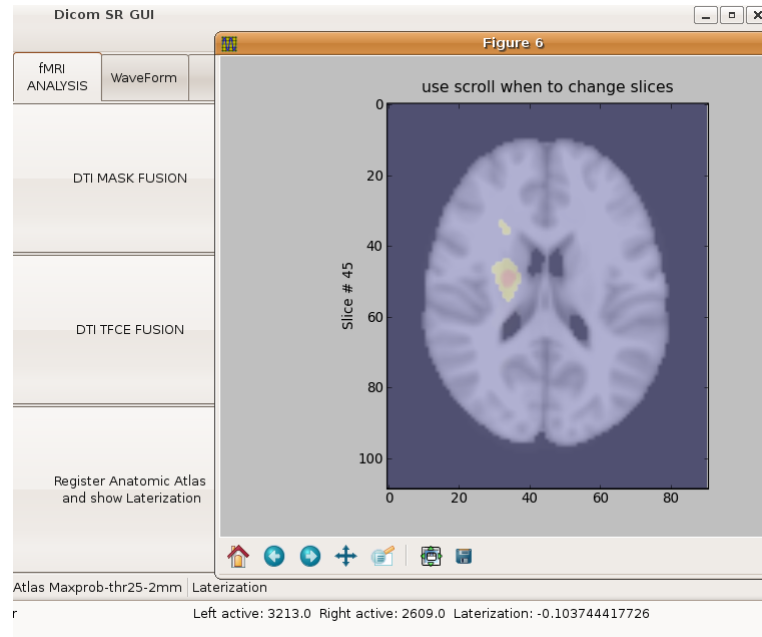 Dicom SR GUI
Figure 6
fMRI
ANALYSIS
WaveForm
use scroll when to change slices
DTI MASK FUSION
DTI TFCE FUSION
Register Anatomic Atlas
and show Laterization
Slice # 45
0
20
40
60
80
100
0 20 40 60 80
Atlas Maxprob-thr25-2mm Laterization
r Left active: 3213.0 Right active: 2609.0 Laterization: -0.103744417726